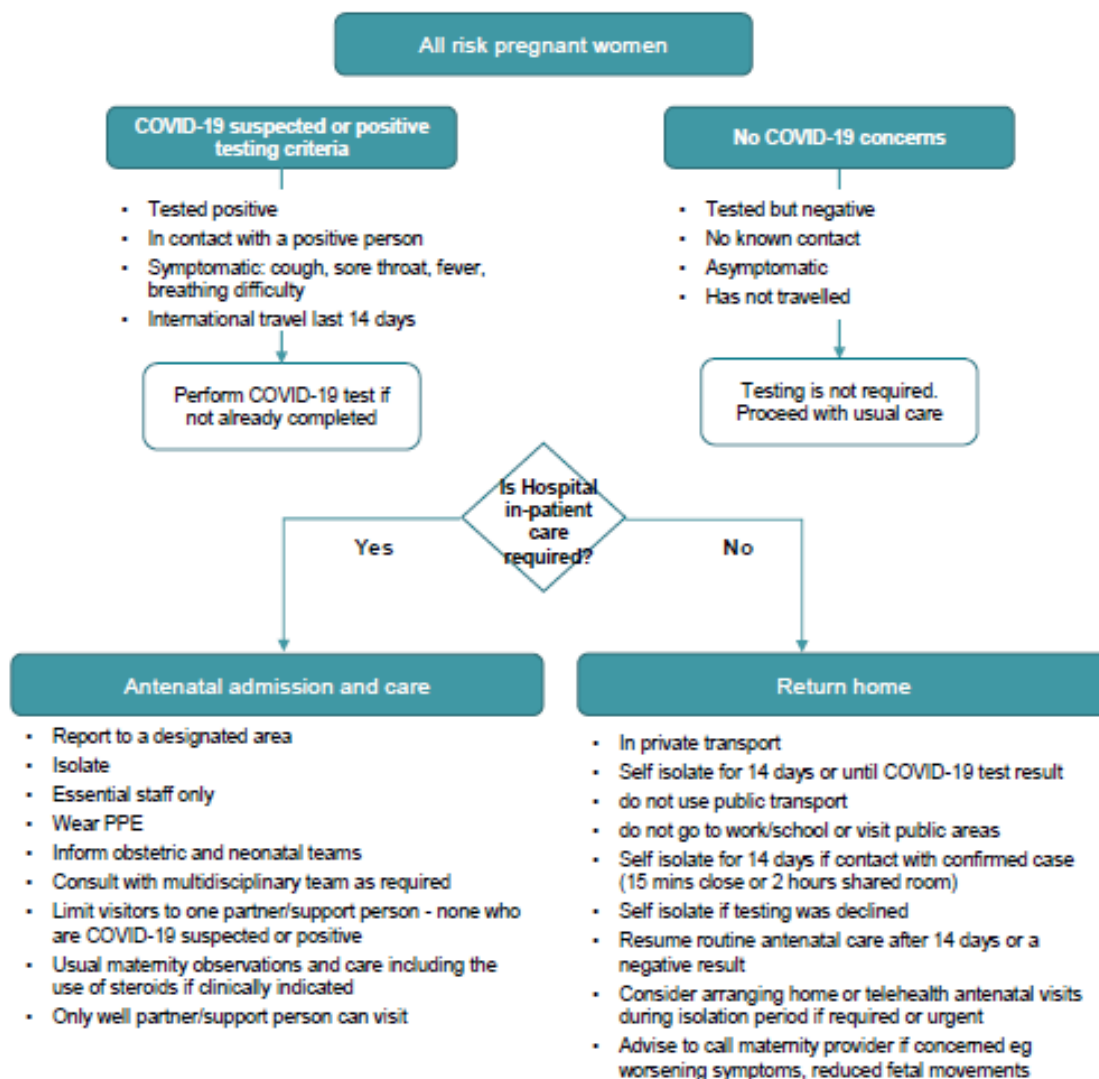 All risk pregnant women
COVID-19 suspected or positive
testing criteria
• Tested positive
• In contact with a positive person
• Symptomatic: cough, sore throat, fever,
breathing difficulty
• International travel last 14 days
Perform COVID-19 test if
not already completed
No COVID-19 concerns
• Tested but negative
• No known contact
• Asymptomatic
• Has not travelled
Testing is not required.
Proceed with usual care
Is Hospital
in-patient
care
required?
Yes
No
Antenatal admission and care
• Report to a designated area
• Isolate
• Essential staff only
• Wear PPE
• Inform obstetric and neonatal teams
• Consult with multidisciplinary team as required
• Limit visitors to one partner/support person - none who
are COVID-19 suspected or positive
• Usual maternity observations and care including the
use of steroids if clinically indicated
• Only well partner/support person can visit
Return home
• In private transport
• Self isolate for 14 days or until COVID-19 test result
• do not use public transport
• do not go to work/school or visit public areas
• Self isolate for 14 days if contact with confirmed case
(15 mins close or 2 hours shared room)
• Self isolate if testing was declined
• Resume routine antenatal care after 14 days or a
negative result
• Consider arranging home or telehealth antenatal visits
during isolation period if required or urgent
• Advise to call maternity provider if concerned eg
worsening symptoms, reduced fetal movements